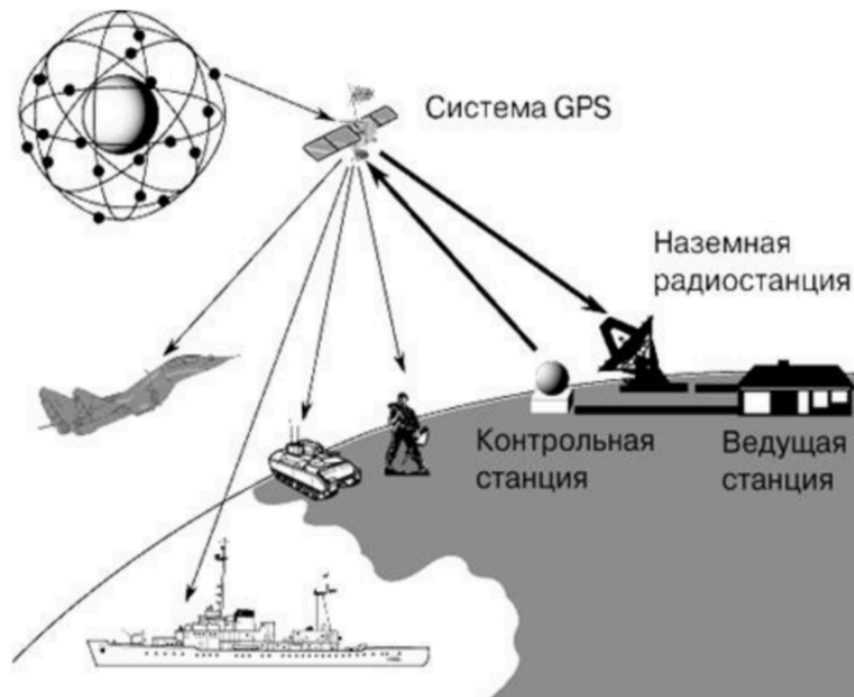 Система GPS
Наземная
радиостанция
Контрольная
станция
Ведущая
станция